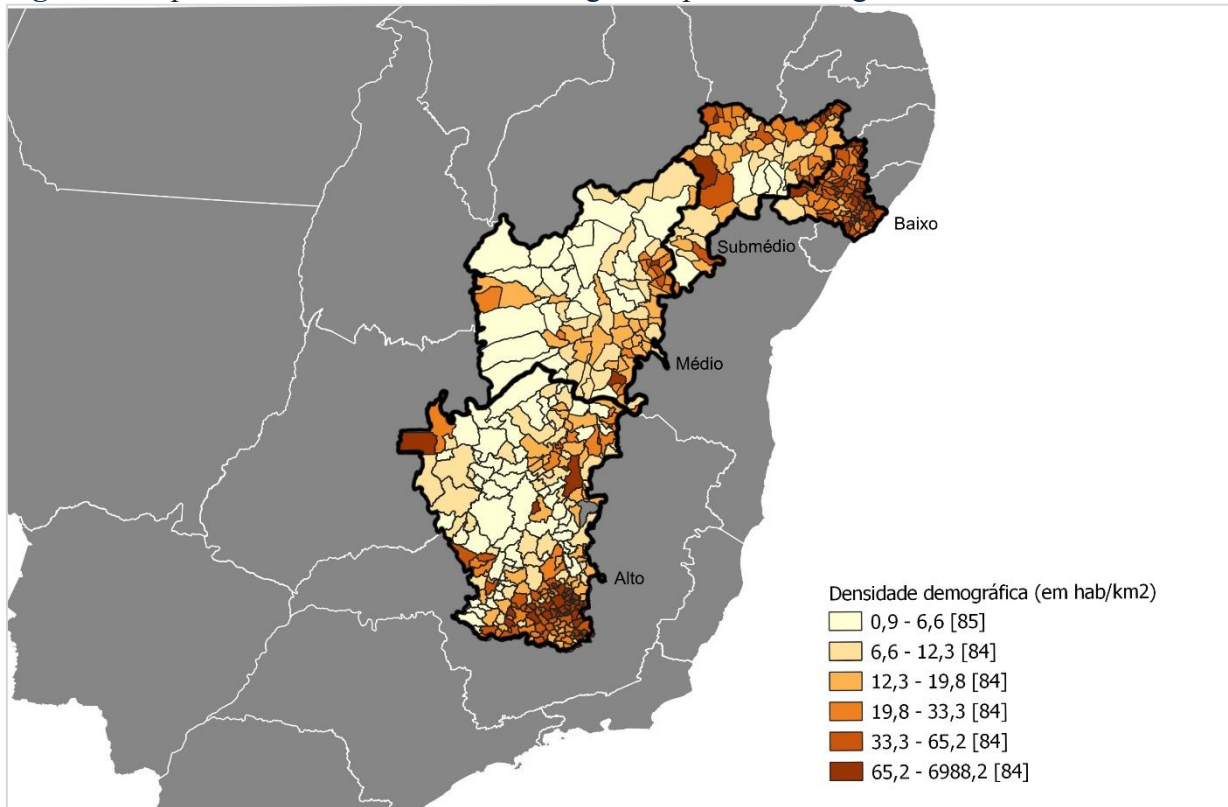 Baixo
Submédio
Médio
Alto
Densidade demográfica (em hab/km2)
0,9 - 6,6 [85]
6,6 - 12,3 [84]
12,3 - 19,8 [84]
19,8 - 33,3 [84]
33,3 - 65,2 [84]
65,2 - 6988,2 [84]